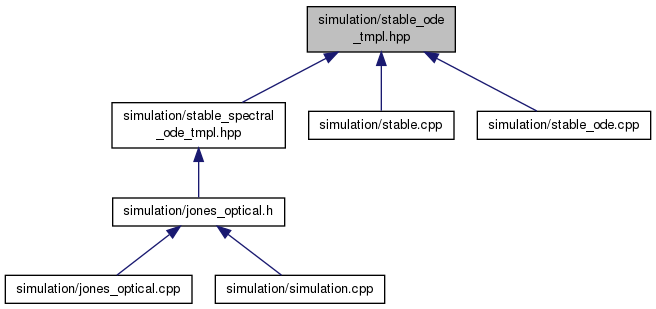 simulation/stable_ode
_tmpl.hpp
simulation/stable_spectral
_ode_tmpl.hpp
simulation/stable.cpp
simulation/stable_ode.cpp
simulation/jones_optical.h
simulation/jones_optical.cpp
simulation/simulation.cpp